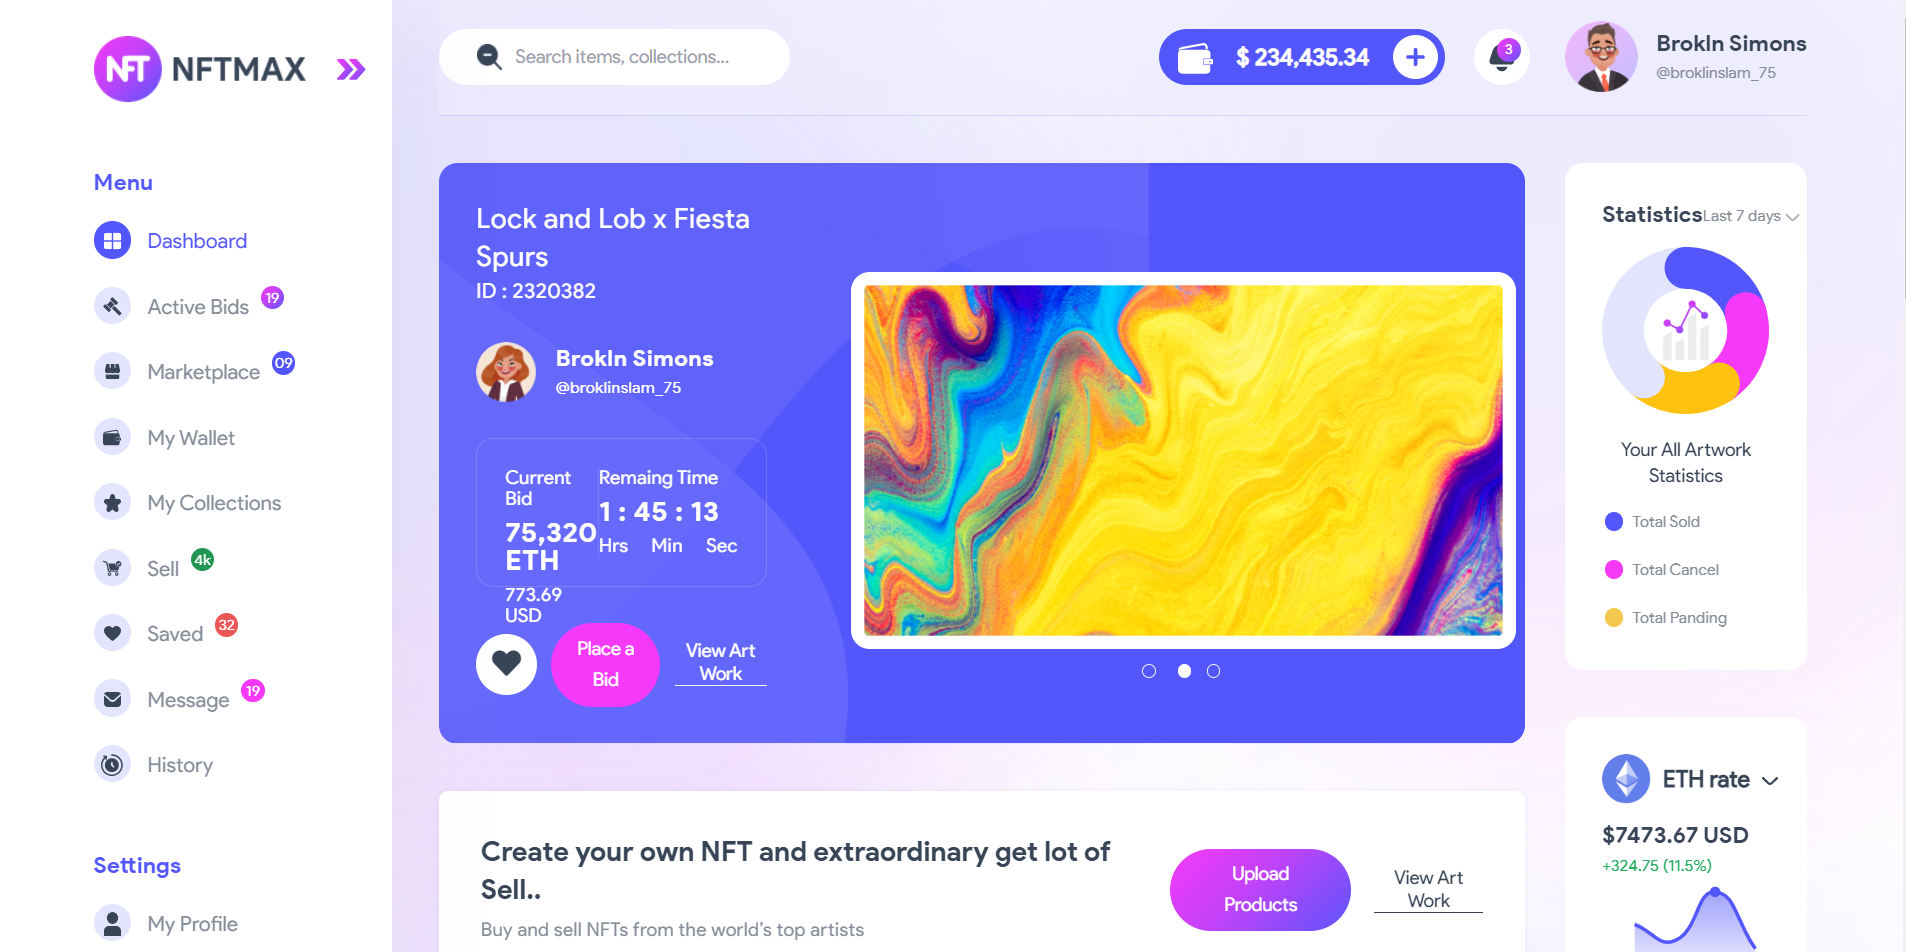 NFT NFTMAX
Search items, collections...
$ 234,435.34
3
Brokln Simons
@broklinslam_75
Menu
Dashboard
Active Bids 19
Marketplace 09
My Wallet
My Collections
Sell 4k
Saved 32
Message 19
History
Settings
My Profile
Lock and Lob x Fiesta
Spurs
ID : 2320382
Brokln Simons
@broklinslam_75
Current
Bid
75,320
ETH
773.69
USD
Remaing Time
1 : 45 : 13
Hrs Min Sec
Place a
Bid
View Art
Work
Statistics Last 7 days
Your All Artwork
Statistics
Total Sold
Total Cancel
Total Panding
ETH rate
$7473.67 USD
+324.75 (11.5%)
Create your own NFT and extraordinary get lot of
Sell..
Buy and sell NFTs from the world's top artists
Upload
Products
View Art
Work